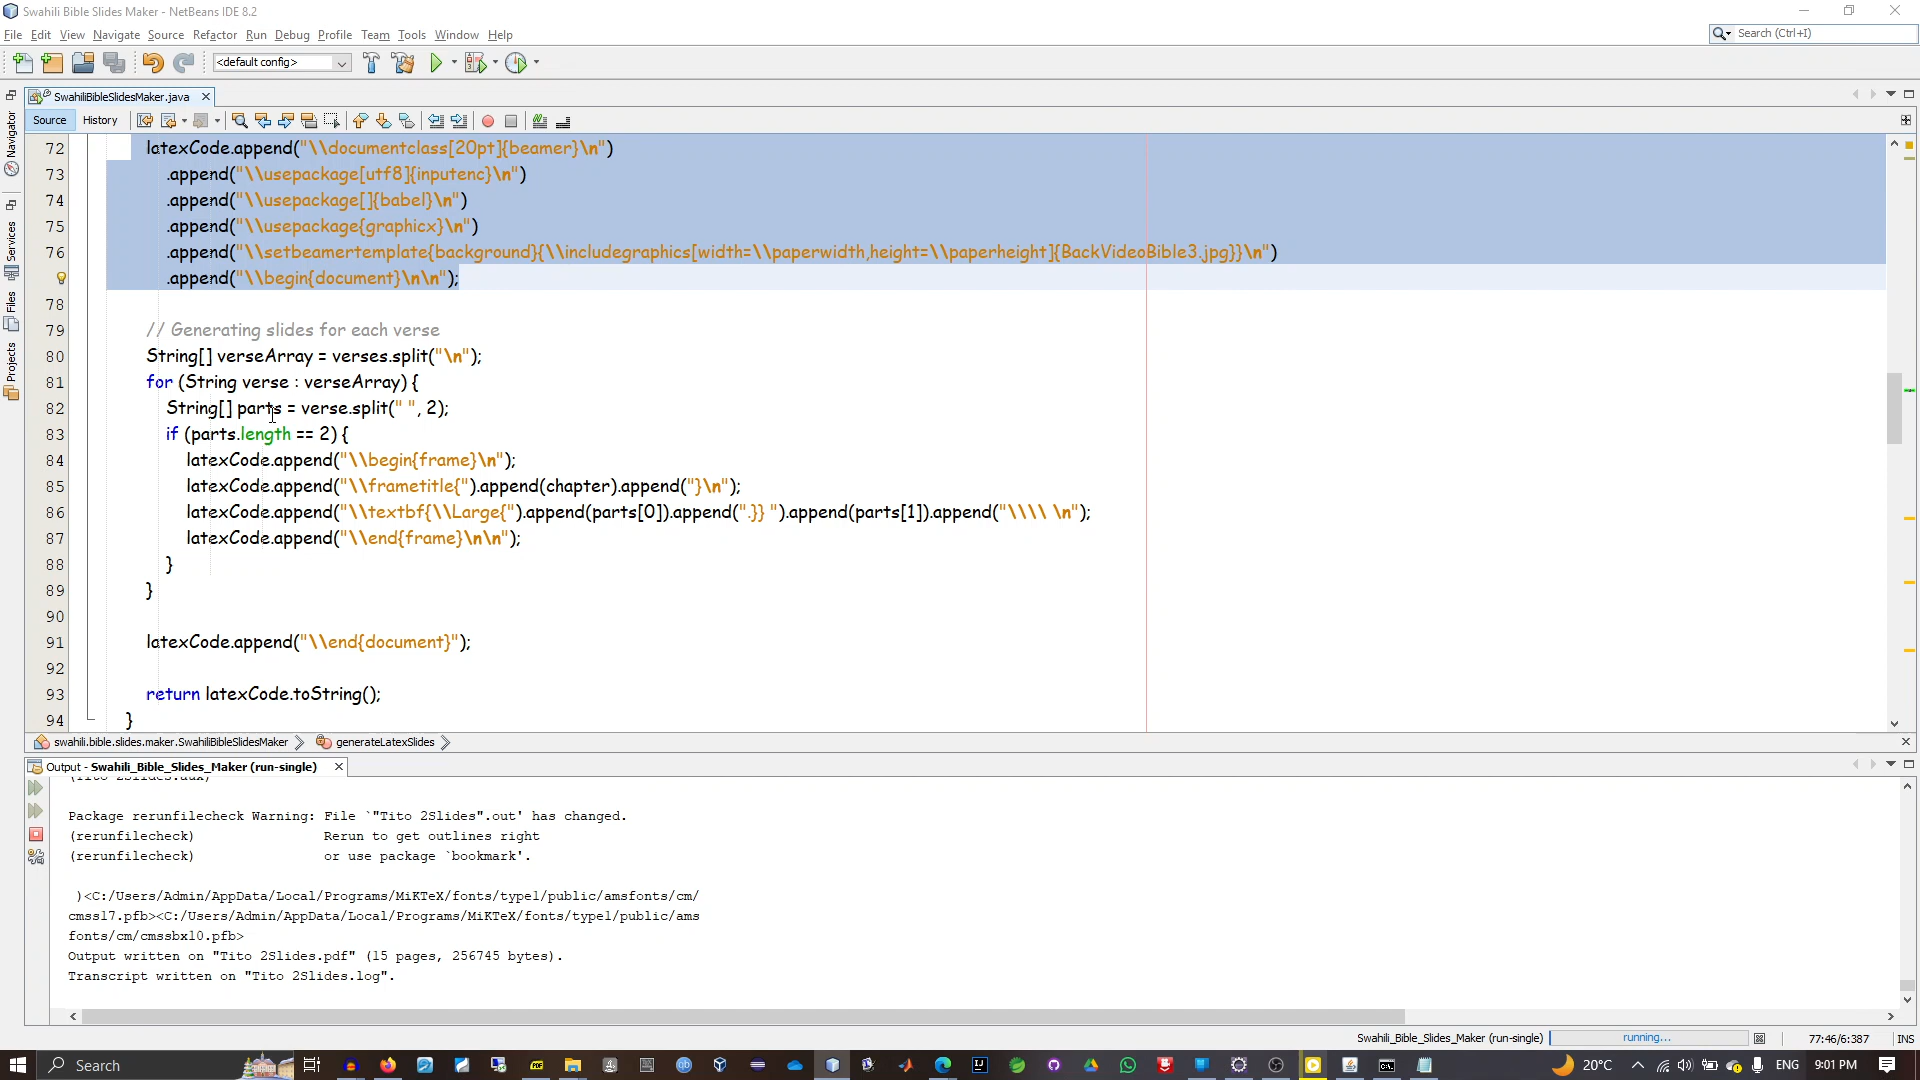 Swahili Bible Slides Maker - NetBeans IDE 8.2
File Edit View Navigate Source Refactor Run Debug Profile Team Tools Window Help
Search (Ctrl+I)
<default config>
SwahiliBibleSlidesMaker.java
Source History
Navigator
Services
Files
Projects
72 latexCode.append("\\documentclass[20pt]{beamer}\n")
73 .append("\\usepackage[utf8]{inputenc}\n")
74 .append("\\usepackage[]{babel}\n")
75 .append("\\usepackage{graphicx}\n")
76 .append("\\setbeamertemplate{background}{\\includegraphics[width=\\paperwidth,height=\\paperheight]{BackVideoBible3.jpg}}\n")
.append("\\begin{document}\n\n");
78
79 // Generating slides for each verse
80 String[] verseArray = verses.split("\n");
81 for (String verse : verseArray) {
82 String[] parts = verse.split(" ", 2);
83 if (parts.length == 2) {
84 latexCode.append("\\begin{frame}\n");
85 latexCode.append("\\frametitle{").append(chapter).append("}\n");
86 latexCode.append("\\textbf{\\Large{").append(parts[0]).append(".}} ").append(parts[1]).append("\\\\ \n");
87 latexCode.append("\\end{frame}\n\n");
88 }
89 }
90
91 latexCode.append("\\end{document}");
92
93 return latexCode.toString();
94 }
swahili.bible.slides.maker.SwahiliBibleSlidesMaker generateLatexSlides
Output - Swahili_Bible_Slides_Maker (run-single)
(Tito 2Slides.aux)
Package rerunfilecheck Warning: File `"Tito 2Slides".out' has changed.
(rerunfilecheck) Rerun to get outlines right
(rerunfilecheck) or use package `bookmark'.
)<C:/Users/Admin/AppData/Local/Programs/MiKTeX/fonts/type1/public/amsfonts/cm/
cmss17.pfb><C:/Users/Admin/AppData/Local/Programs/MiKTeX/fonts/type1/public/ams
fonts/cm/cmssbx10.pfb>
Output written on "Tito 2Slides.pdf" (15 pages, 256745 bytes).
Transcript written on "Tito 2Slides.log".
Swahili_Bible_Slides_Maker (run-single) running... 77:46/6:387 INS
Search 20°C ENG 9:01 PM